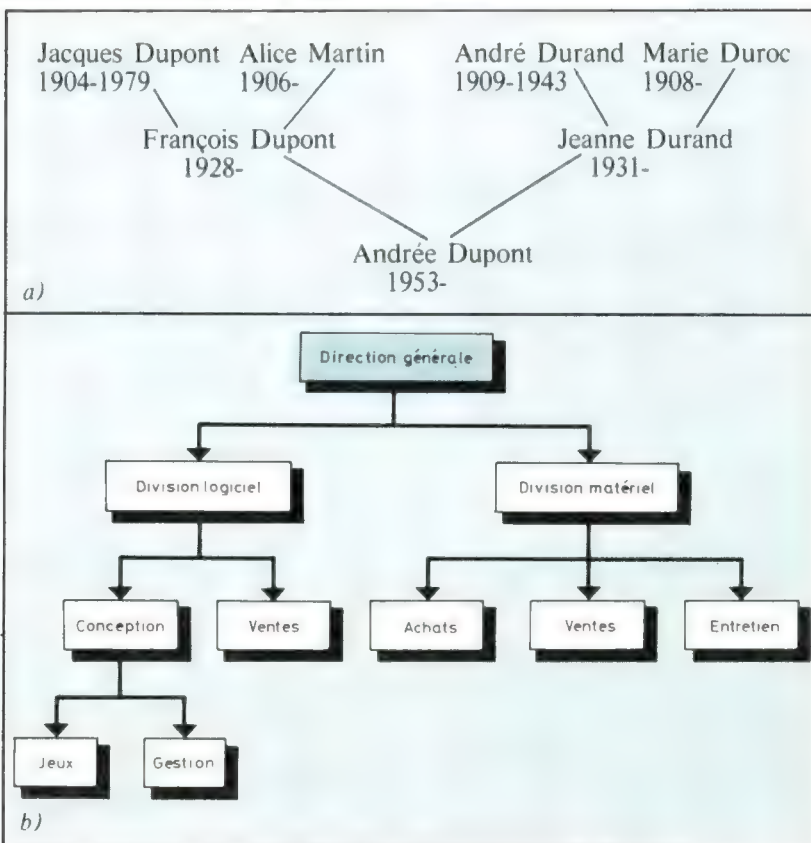 Jacques Dupont Alice Martin André Durand Marie Duroc
1904-1979 1906- 1909-1943 1908-
François Dupont Jeanne Durand
1928- 1931-
Andrée Dupont
1953-
a)
Direction générale
Division logiciel Division matériel
Conception Ventes Achats Ventes Entretien
Jeux Gestion
b)